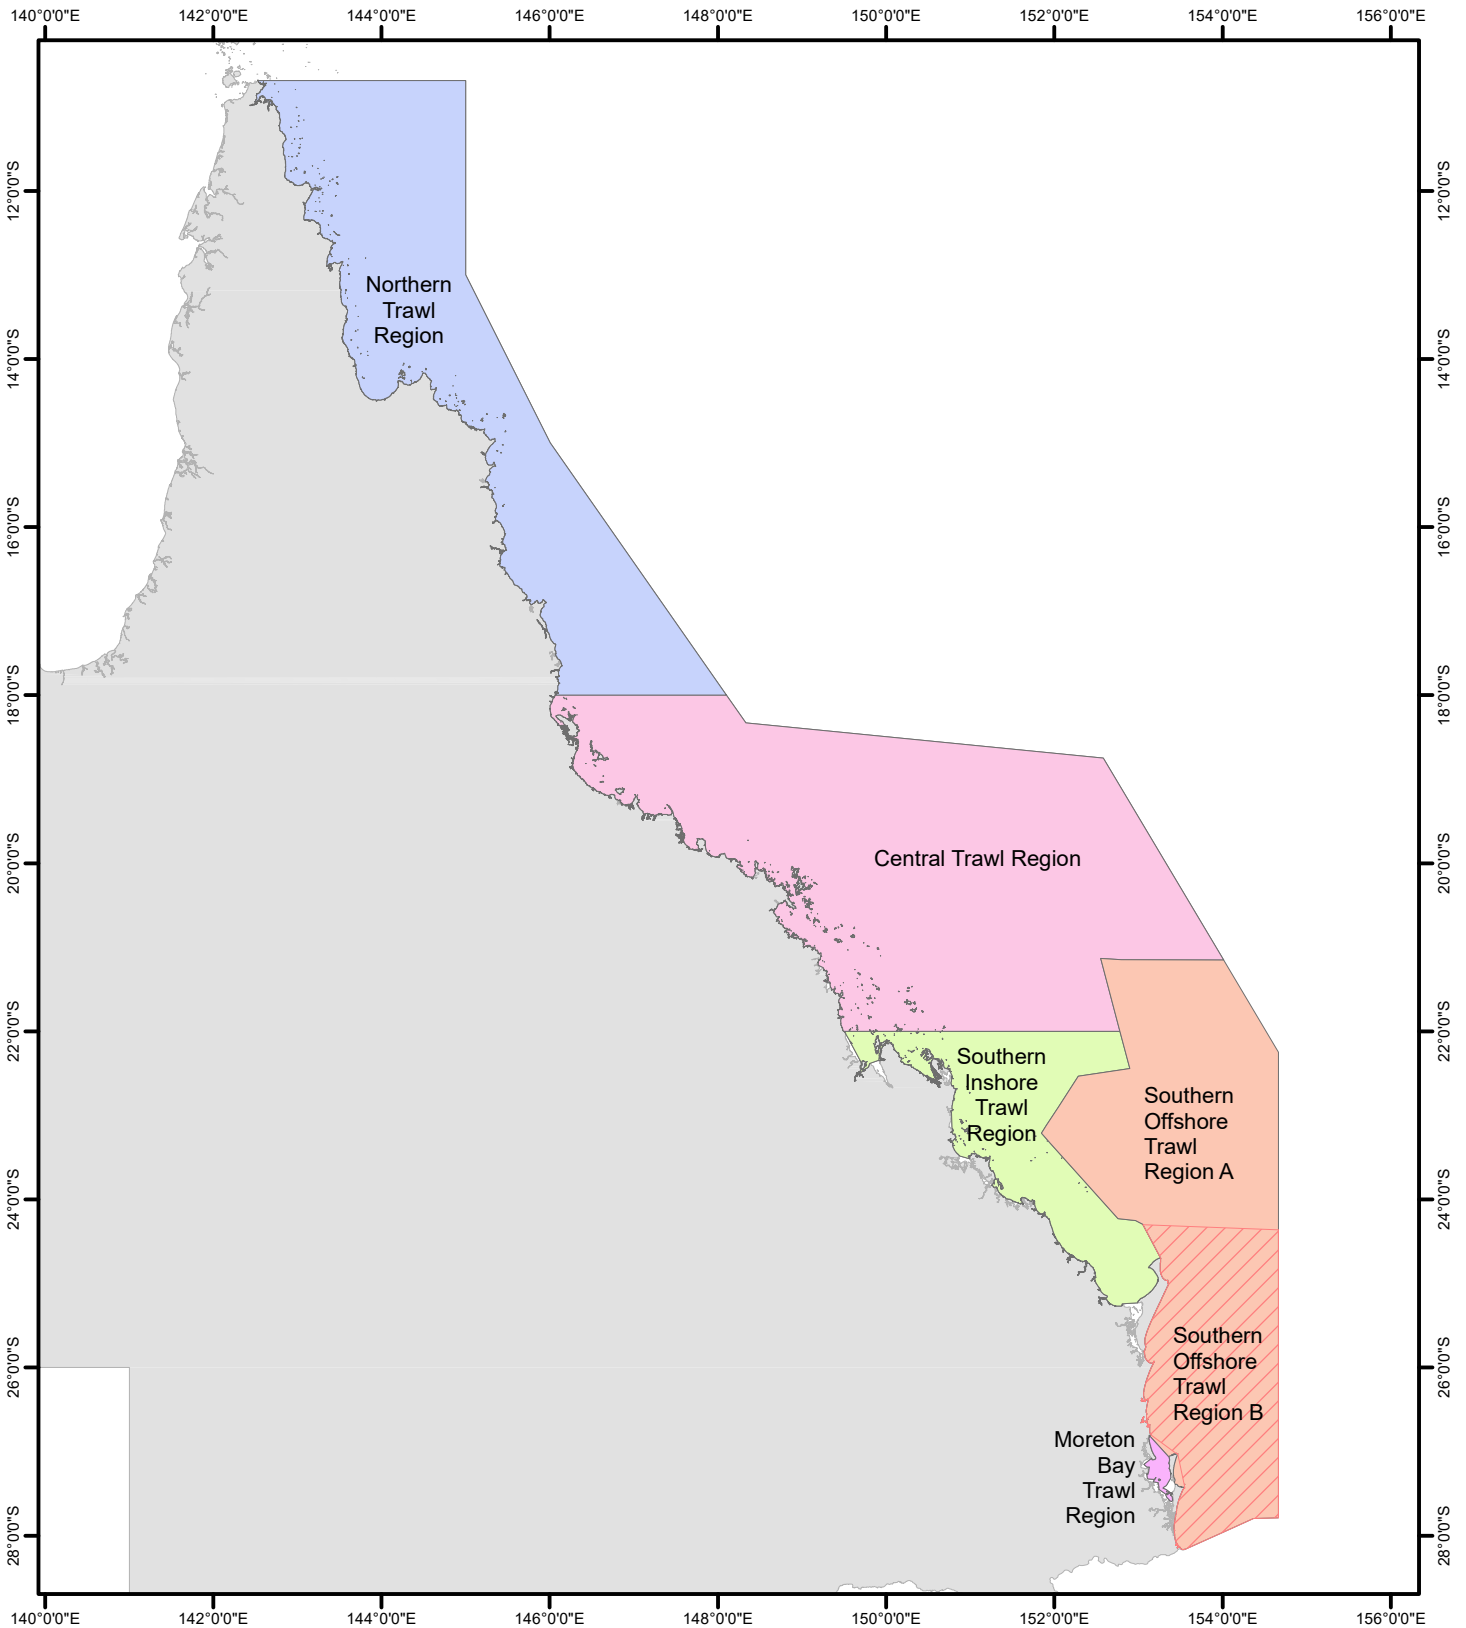 140°0'0"E 142°0'0"E 144°0'0"E 146°0'0"E 148°0'0"E 150°0'0"E 152°0'0"E 154°0'0"E 156°0'0"E
12°0'0"S 12°0'0"S
Northern
Trawl
Region
14°0'0"S 14°0'0"S
16°0'0"S 16°0'0"S
18°0'0"S 18°0'0"S
Central Trawl Region
20°0'0"S 20°0'0"S
22°0'0"S 22°0'0"S
Southern
Inshore
Trawl
Region
Southern
Offshore
Trawl
Region A
24°0'0"S 24°0'0"S
Southern
Offshore
Trawl
Region B
26°0'0"S 26°0'0"S
Moreton
Bay
Trawl
Region
28°0'0"S 28°0'0"S
140°0'0"E 142°0'0"E 144°0'0"E 146°0'0"E 148°0'0"E 150°0'0"E 152°0'0"E 154°0'0"E 156°0'0"E